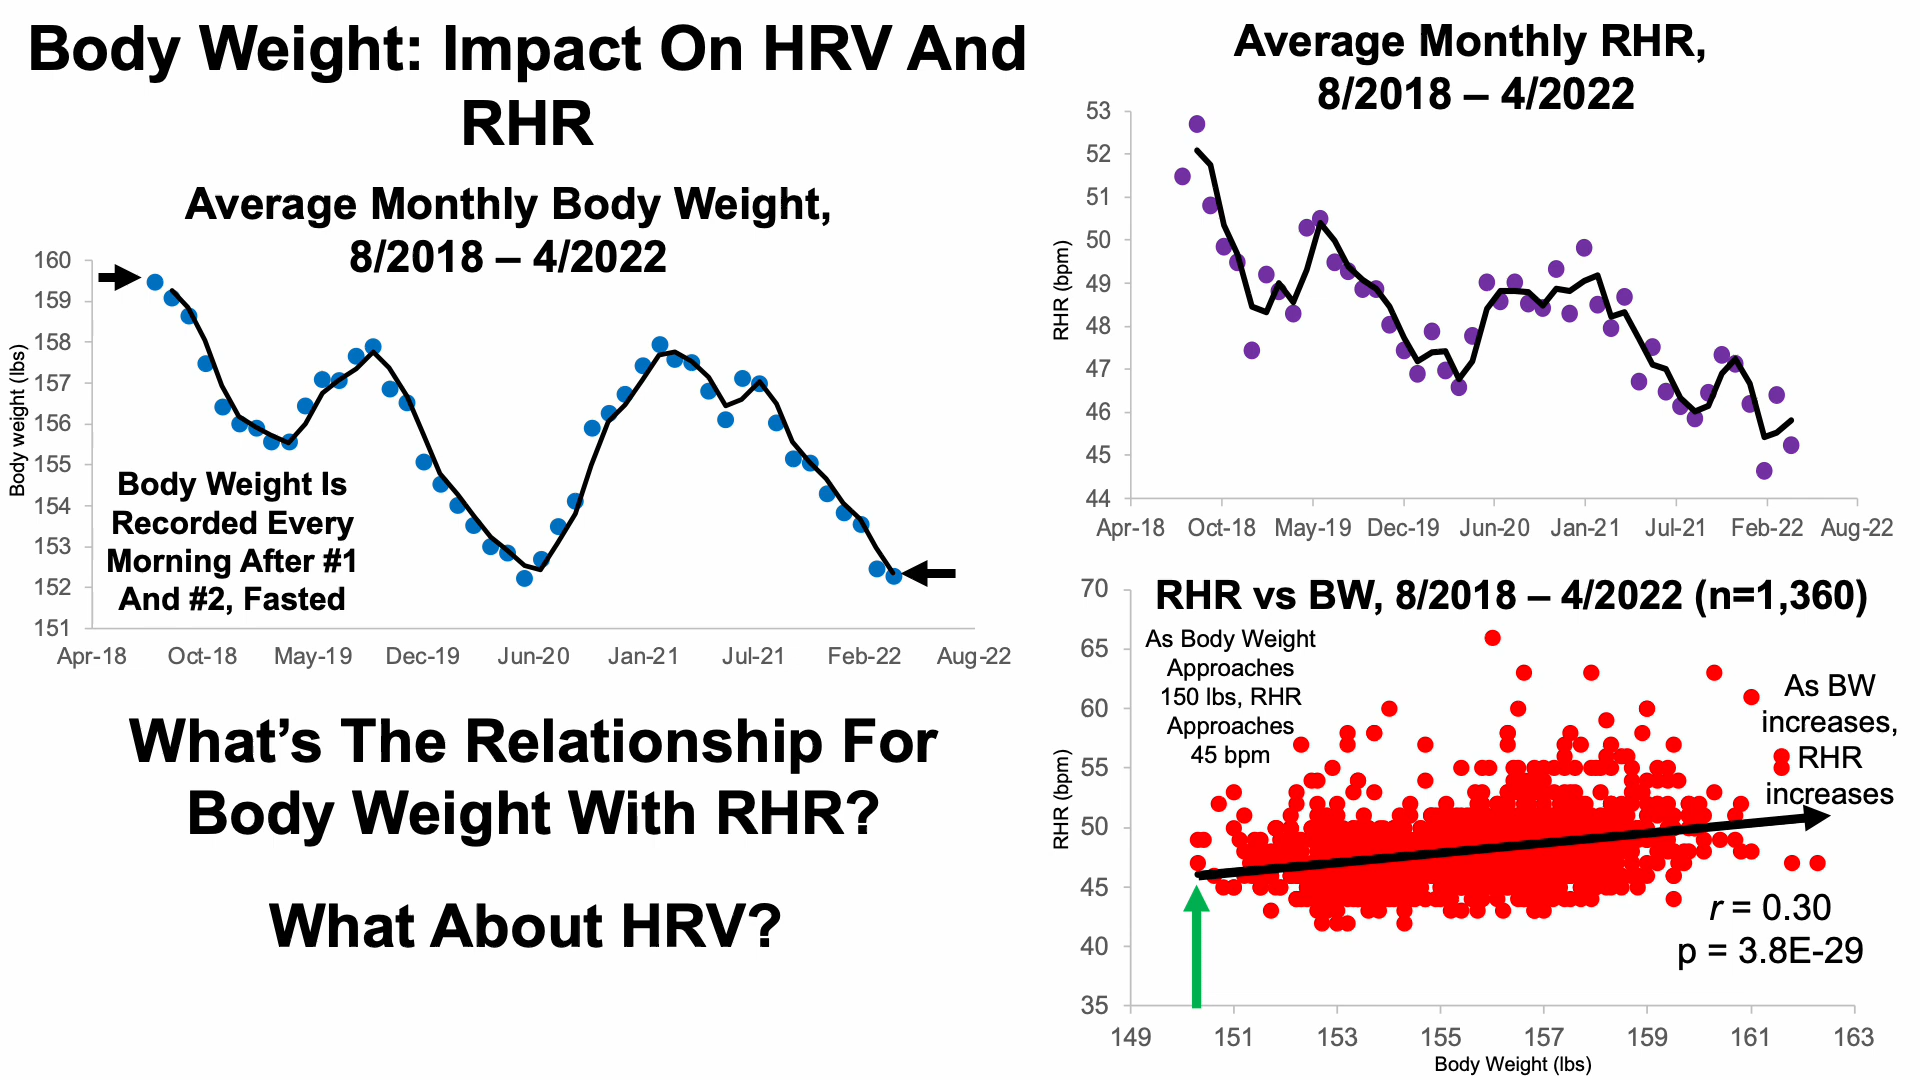 Body Weight: Impact On HRV And
RHR
Average Monthly Body Weight,
8/2018 – 4/2022
160
159
158
157
156
155
154
153
152
151
Body weight (lbs)
Body Weight Is
Recorded Every
Morning After #1
And #2, Fasted
Apr-18 Oct-18 May-19 Dec-19 Jun-20 Jan-21 Jul-21 Feb-22 Aug-22
What's The Relationship For
Body Weight With RHR?
What About HRV?
Average Monthly RHR,
8/2018 – 4/2022
53
52
51
50
49
48
47
46
45
44
RHR (bpm)
Apr-18 Oct-18 May-19 Dec-19 Jun-20 Jan-21 Jul-21 Feb-22 Aug-22
RHR vs BW, 8/2018 – 4/2022 (n=1,360)
70
65
60
55
50
45
40
35
RHR (bpm)
As Body Weight
Approaches
150 lbs, RHR
Approaches
45 bpm
As BW
increases,
RHR
increases
r = 0.30
p = 3.8E-29
149 151 153 155 157 159 161 163
Body Weight (lbs)